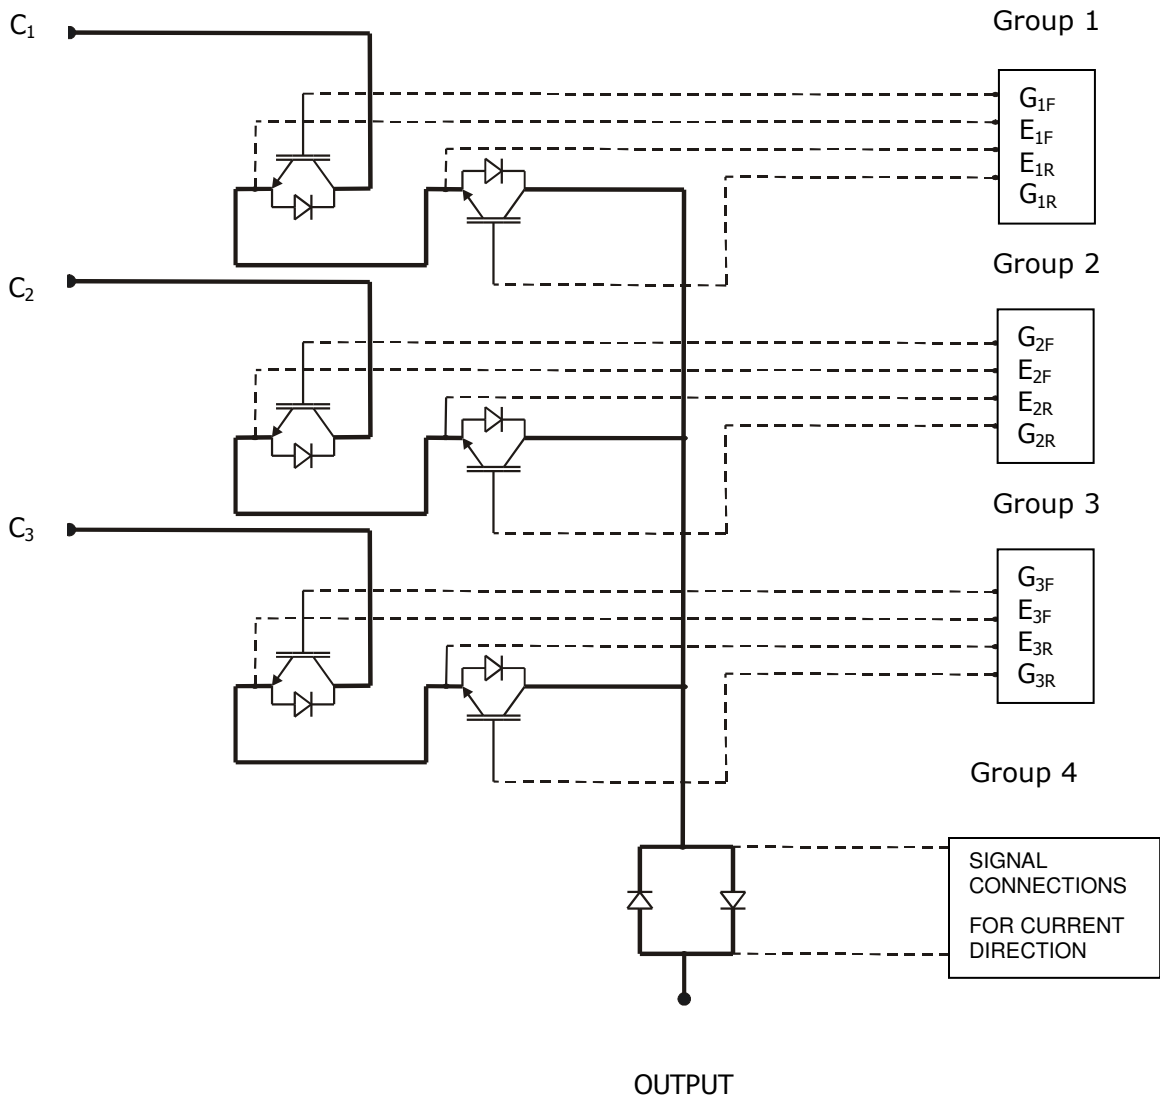 C₁
Group 1
G₁F
E₁F
E₁R
G₁R
C₂
Group 2
G₂F
E₂F
E₂R
G₂R
C₃
Group 3
G₃F
E₃F
E₃R
G₃R
Group 4
SIGNAL
CONNECTIONS
FOR CURRENT
DIRECTION
OUTPUT